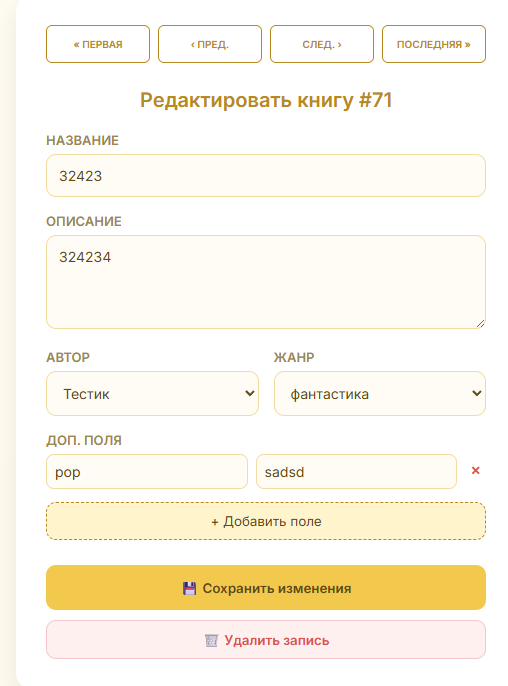 « ПЕРВАЯ ‹ ПРЕД. СЛЕД. › ПОСЛЕДНЯЯ »
Редактировать книгу #71
НАЗВАНИЕ
32423
ОПИСАНИЕ
324234
АВТОР ЖАНР
Тестик фантастика
ДОП. ПОЛЯ
pop sadsd ×
+ Добавить поле
💾 Сохранить изменения
🗑️ Удалить запись